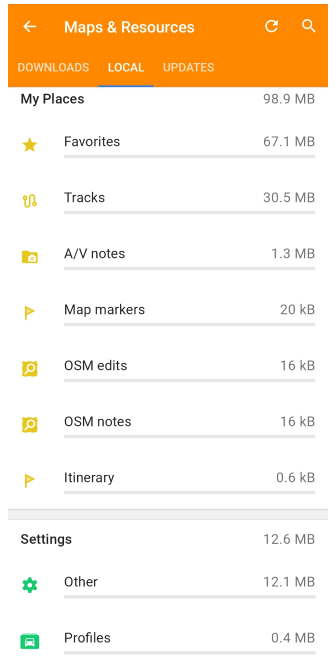 Maps & Resources
DOWNLOADS LOCAL UPDATES
My Places 98.9 MB
Favorites 67.1 MB
Tracks 30.5 MB
A/V notes 1.3 MB
Map markers 20 kB
OSM edits 16 kB
OSM notes 16 kB
Itinerary 0.6 kB
Settings 12.6 MB
Other 12.1 MB
Profiles 0.4 MB